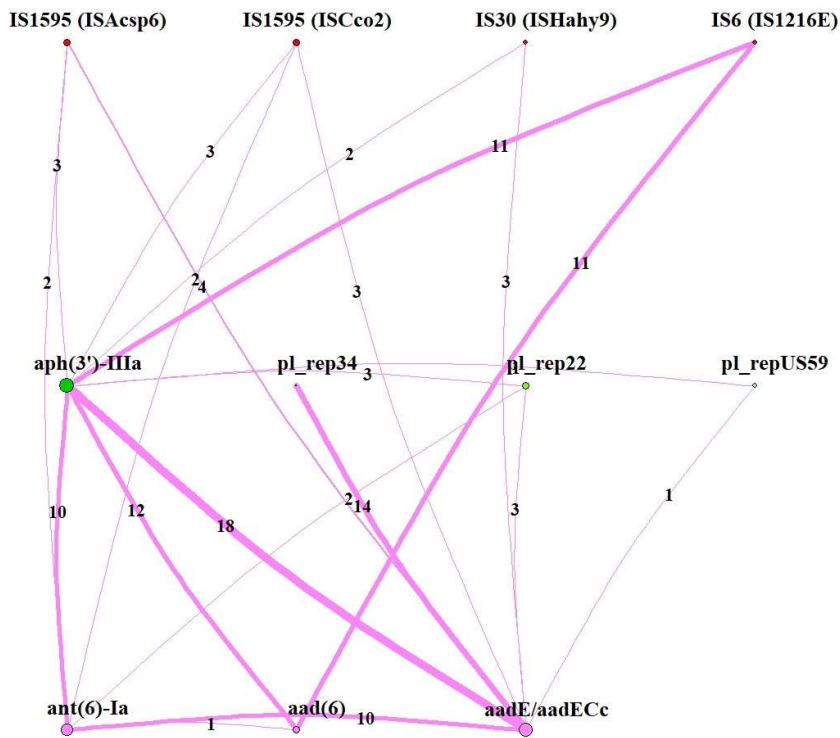 IS1595 (ISAcsp6) IS1595 (ISCco2) IS30 (ISHahy9) IS6 (IS1216E)
11
3 2
3
11
2 2 3
4 3
aph(3')-IIIa pl_rep34 pl_rep22 pl_repUS59
3
2 1
14
10 12 3
18
ant(6)-Ia aad(6) aadE/aadECc
1 10